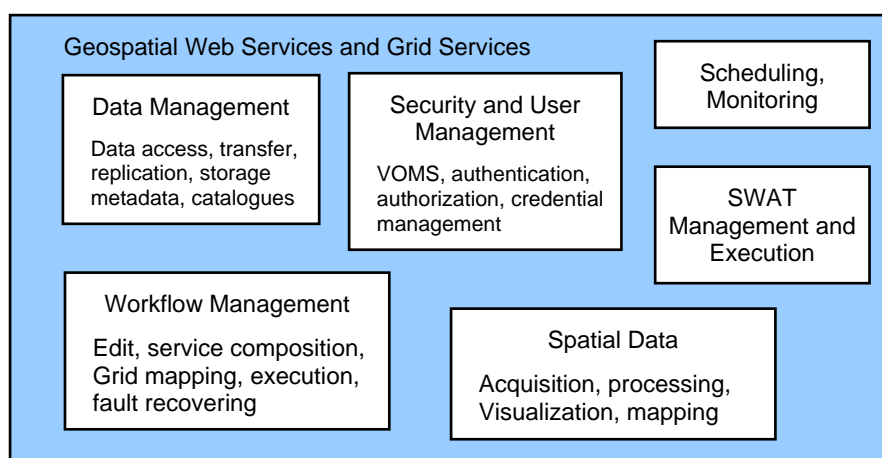 Geospatial Web Services and Grid Services
Data Management
Data access, transfer,
replication, storage
metadata, catalogues
Security and User
Management
VOMS, authentication,
authorization, credential
management
Scheduling,
Monitoring
SWAT
Management and
Execution
Workflow Management
Edit, service composition,
Grid mapping, execution,
fault recovering
Spatial Data
Acquisition, processing,
Visualization, mapping